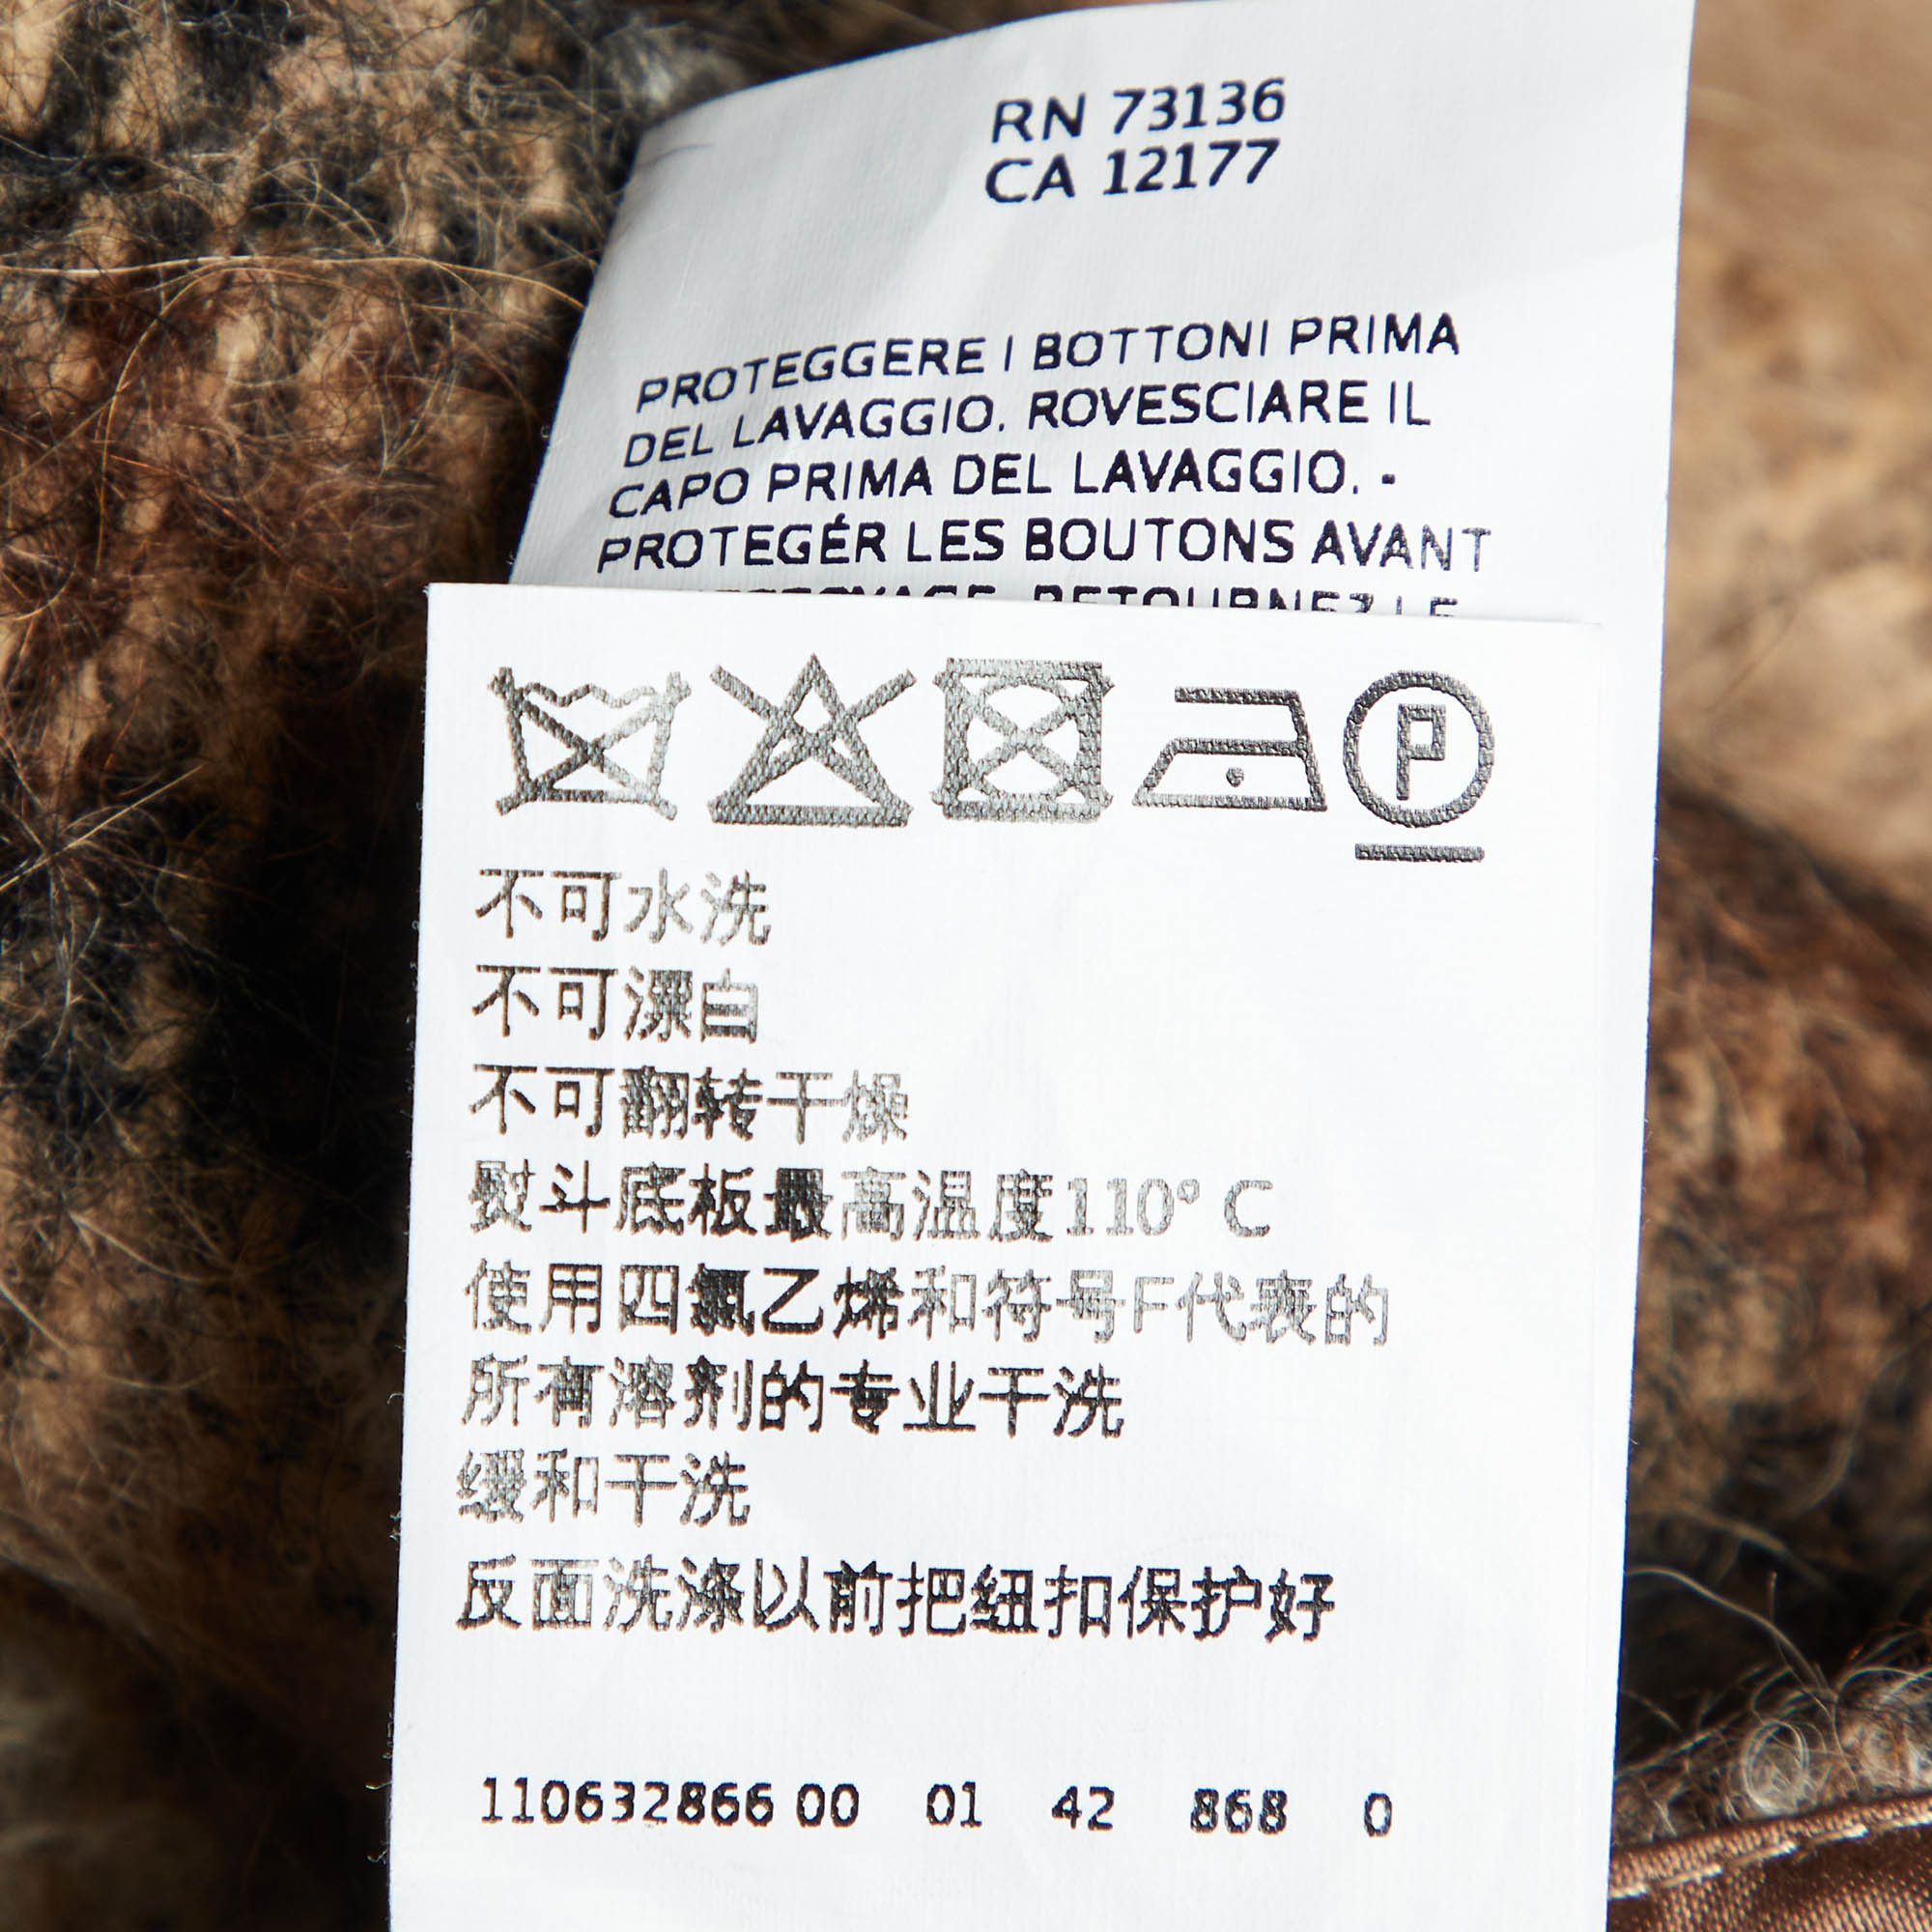 RN 73136
CA 12177
PROTEGGERE I BOTTONI PRIMA
DEL LAVAGGIO. ROVESCIARE IL
CAPO PRIMA DEL LAVAGGIO. -
PROTEGÉR LES BOUTONS AVANT
RETOURNEZ LE
P
不可水洗
不可漂白
不可翻转干燥
熨斗底板最高温度110° C
使用四氯乙烯和符号F代表的
所有溶剂的专业干洗
缓和干洗
反面洗涤以前把纽扣保护好
110632866 00 01 42 868 0